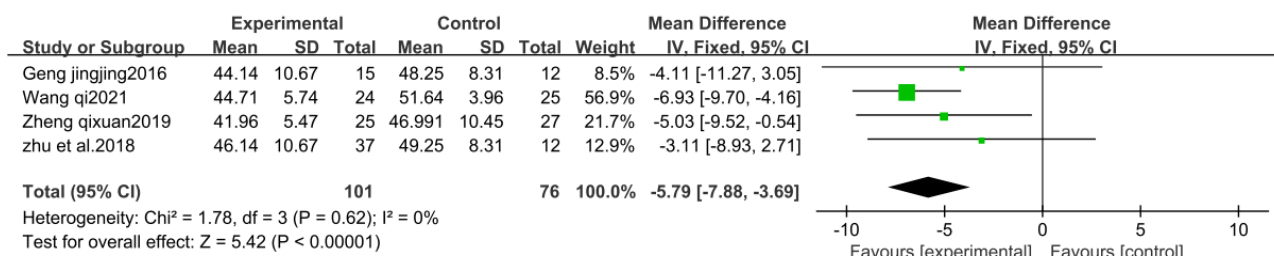 Experimental Control Mean Difference Mean Difference
Study or Subgroup Mean SD Total Mean SD Total Weight IV, Fixed, 95% CI IV, Fixed, 95% CI
Geng jingjing2016 44.14 10.67 15 48.25 8.31 12 8.5% -4.11 [-11.27, 3.05]
Wang qi2021 44.71 5.74 24 51.64 3.96 25 56.9% -6.93 [-9.70, -4.16]
Zheng qixuan2019 41.96 5.47 25 46.991 10.45 27 21.7% -5.03 [-9.52, -0.54]
zhu et al.2018 46.14 10.67 37 49.25 8.31 12 12.9% -3.11 [-8.93, 2.71]
Total (95% CI) 101 76 100.0% -5.79 [-7.88, -3.69]
Heterogeneity: Chi² = 1.78, df = 3 (P = 0.62); I² = 0%
Test for overall effect: Z = 5.42 (P < 0.00001)
-10 -5 0 5 10
Favours [experimental] Favours [control]